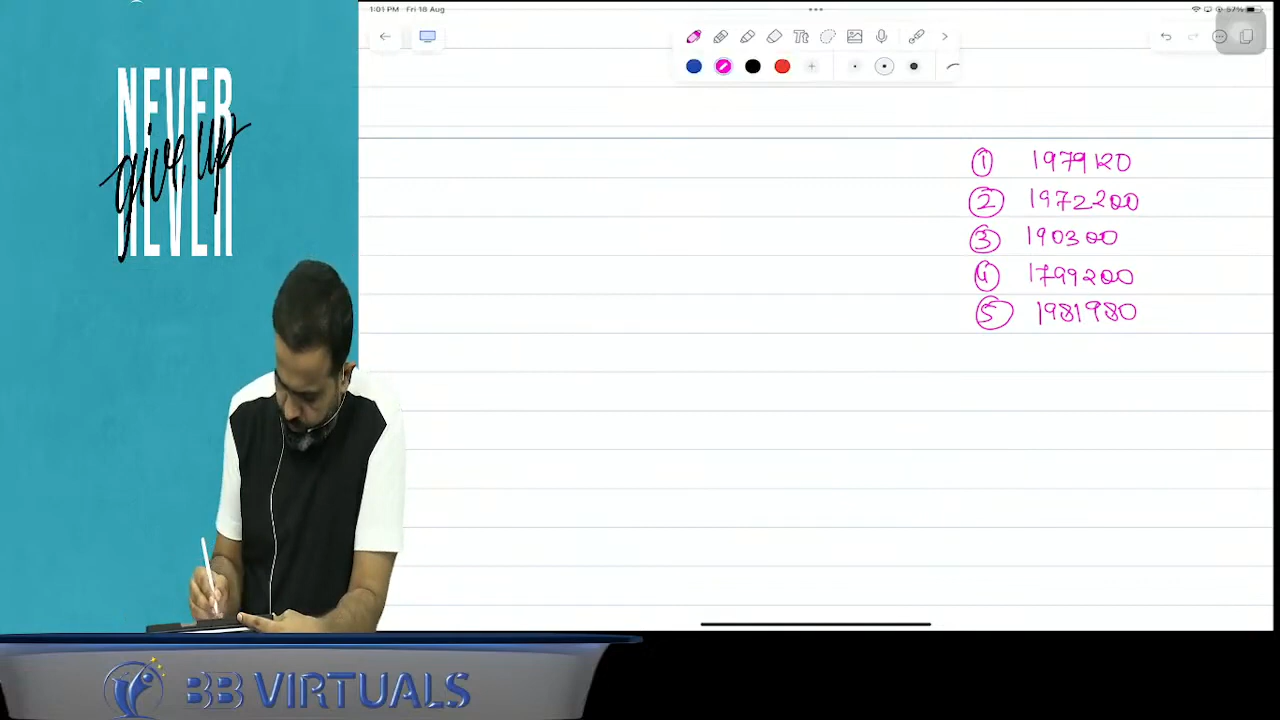 1:01 PM Fri 18 Aug
57%
NEVER
give up
NEVER
① 1979120
② 1972200
③ 190300
④ 1799200
⑤ 1981980
BB VIRTUALS